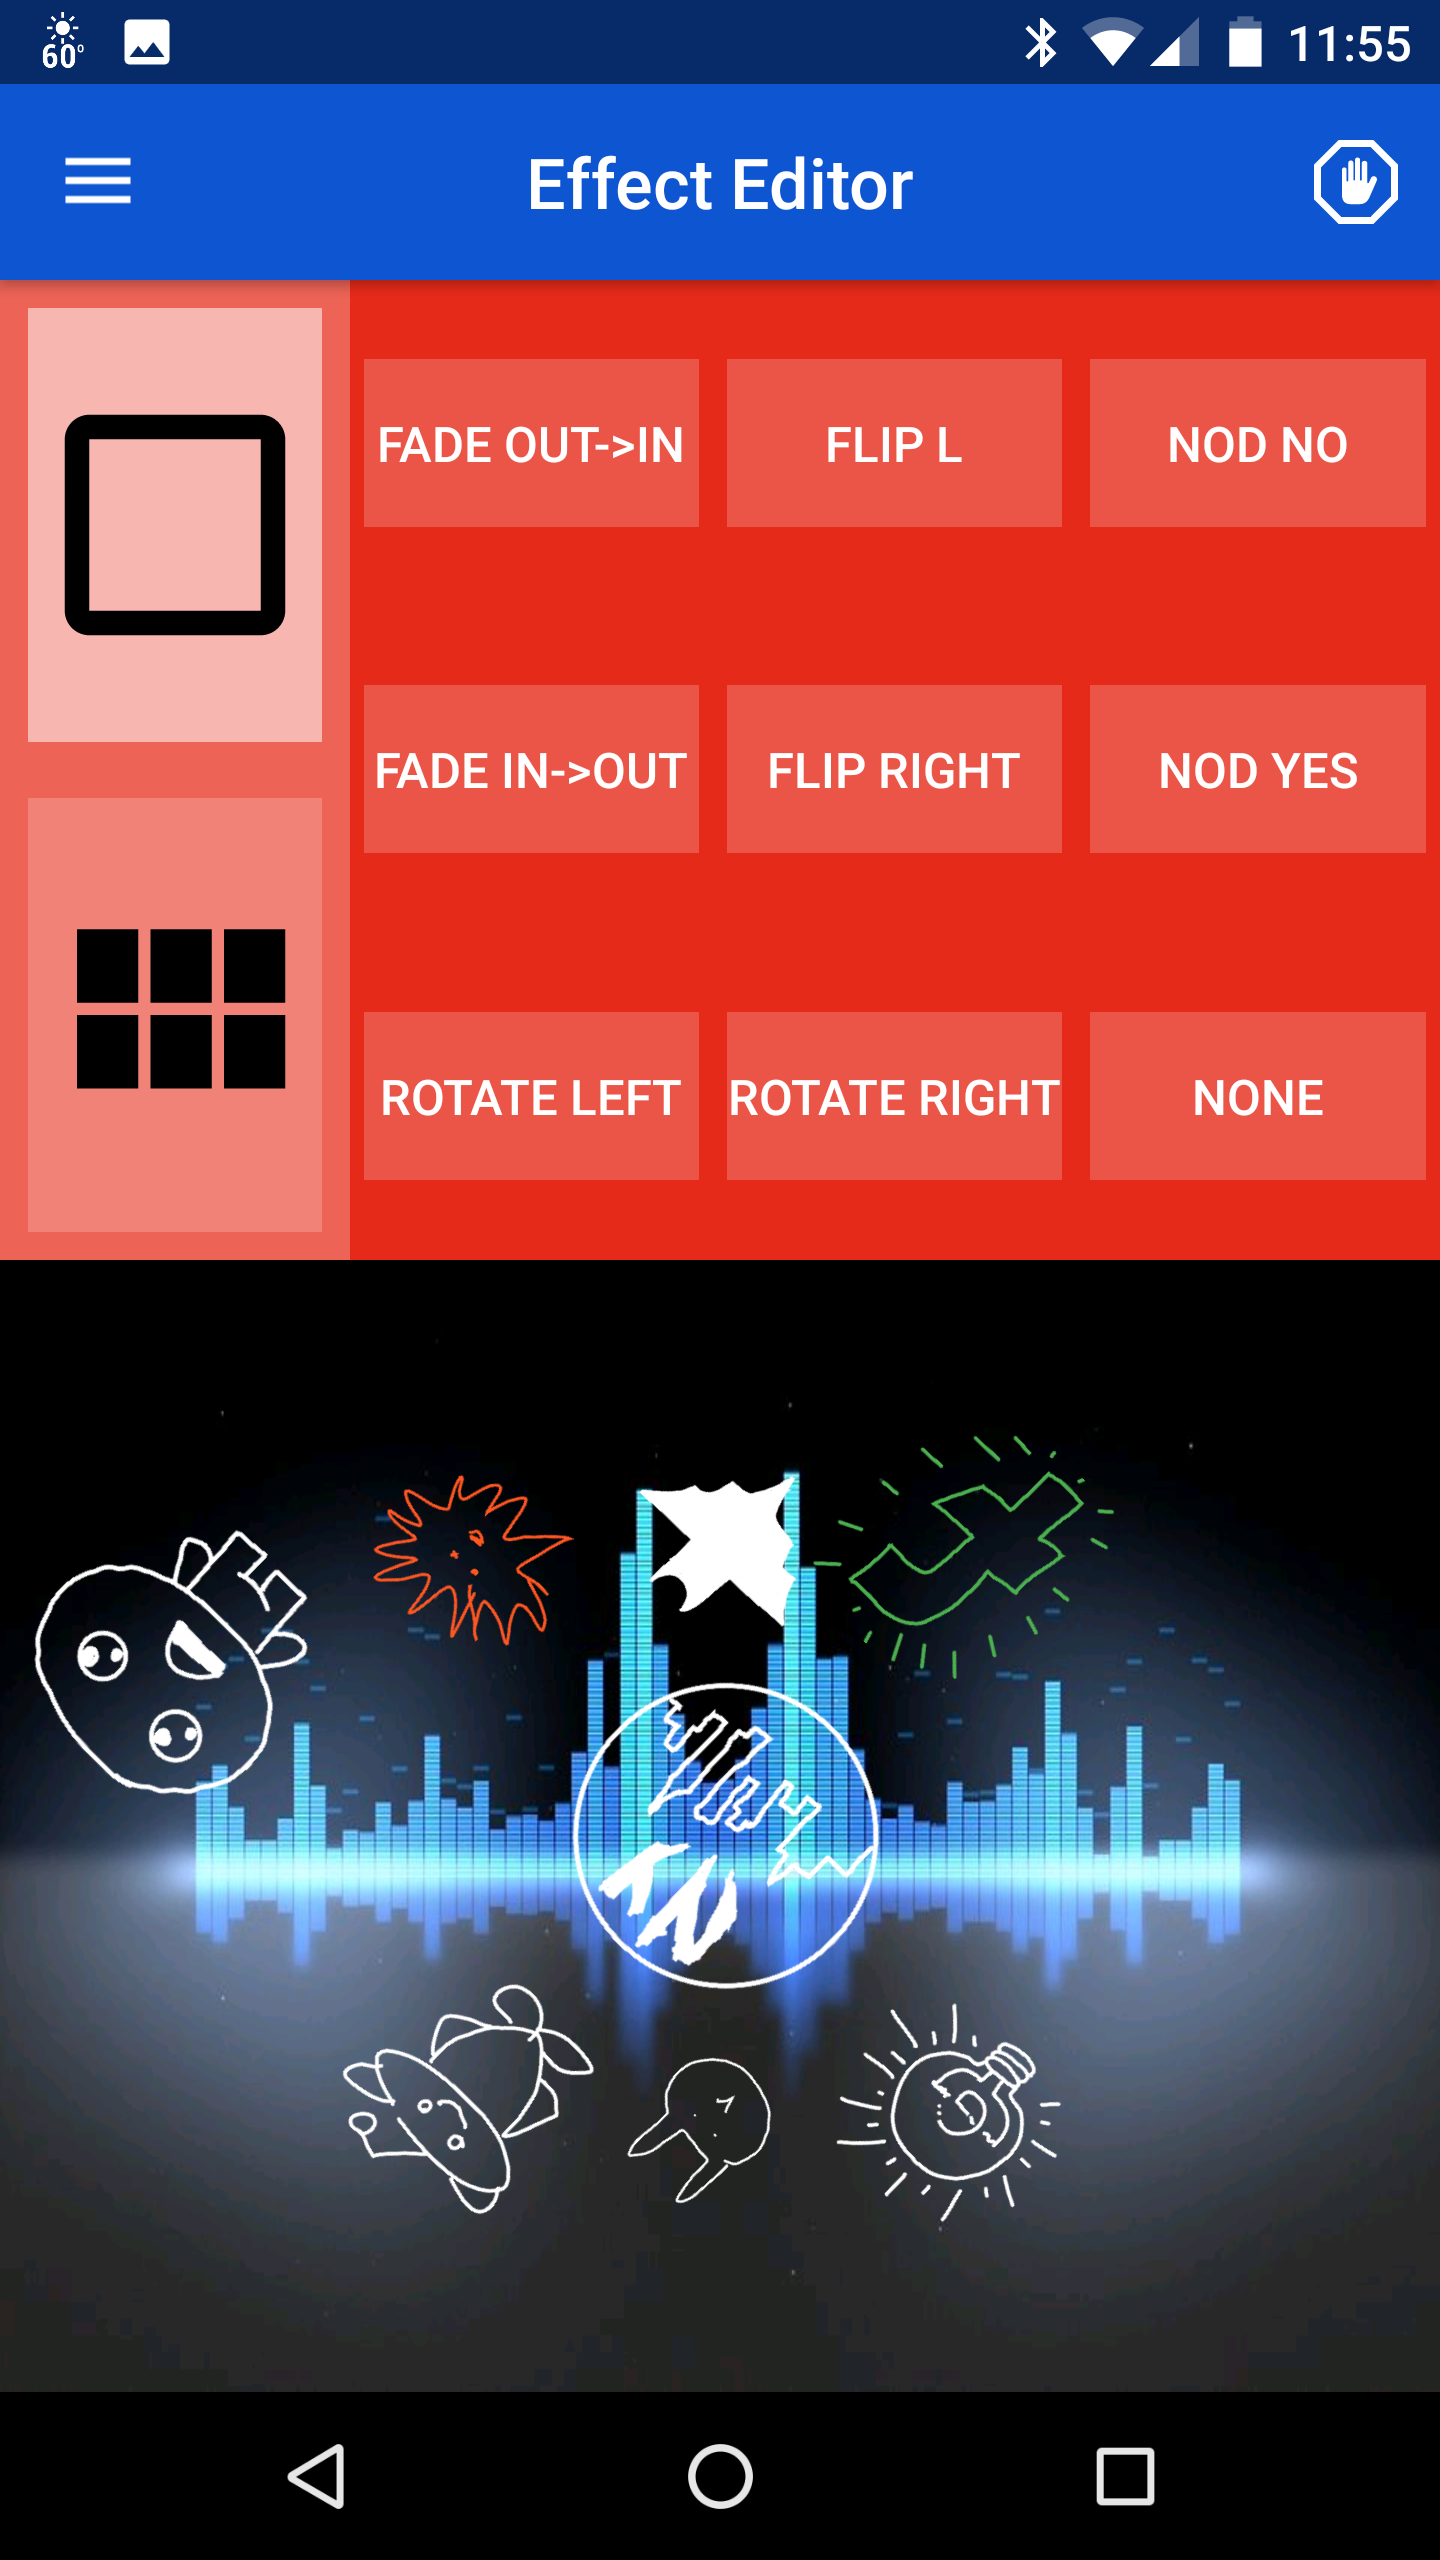 60°
11:55
Effect Editor
FADE OUT->IN
FLIP L
NOD NO
FADE IN->OUT
FLIP RIGHT
NOD YES
ROTATE LEFT
ROTATE RIGHT
NONE